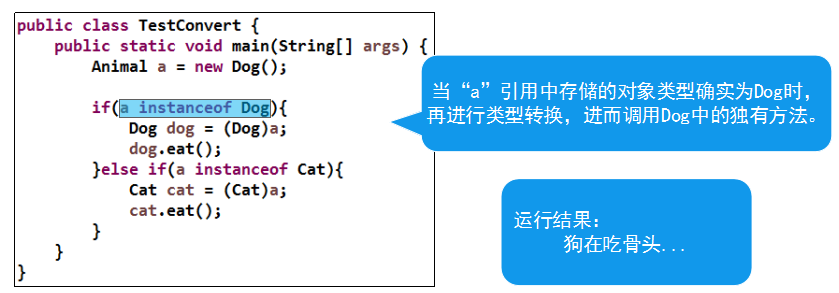 public class TestConvert {
public static void main(String[] args) {
Animal a = new Dog();
if(a instanceof Dog){
Dog dog = (Dog)a;
dog.eat();
}else if(a instanceof Cat){
Cat cat = (Cat)a;
cat.eat();
}
}
}
当“a”引用中存储的对象类型确实为Dog时，
再进行类型转换，进而调用Dog中的独有方法。
运行结果：
狗在吃骨头...